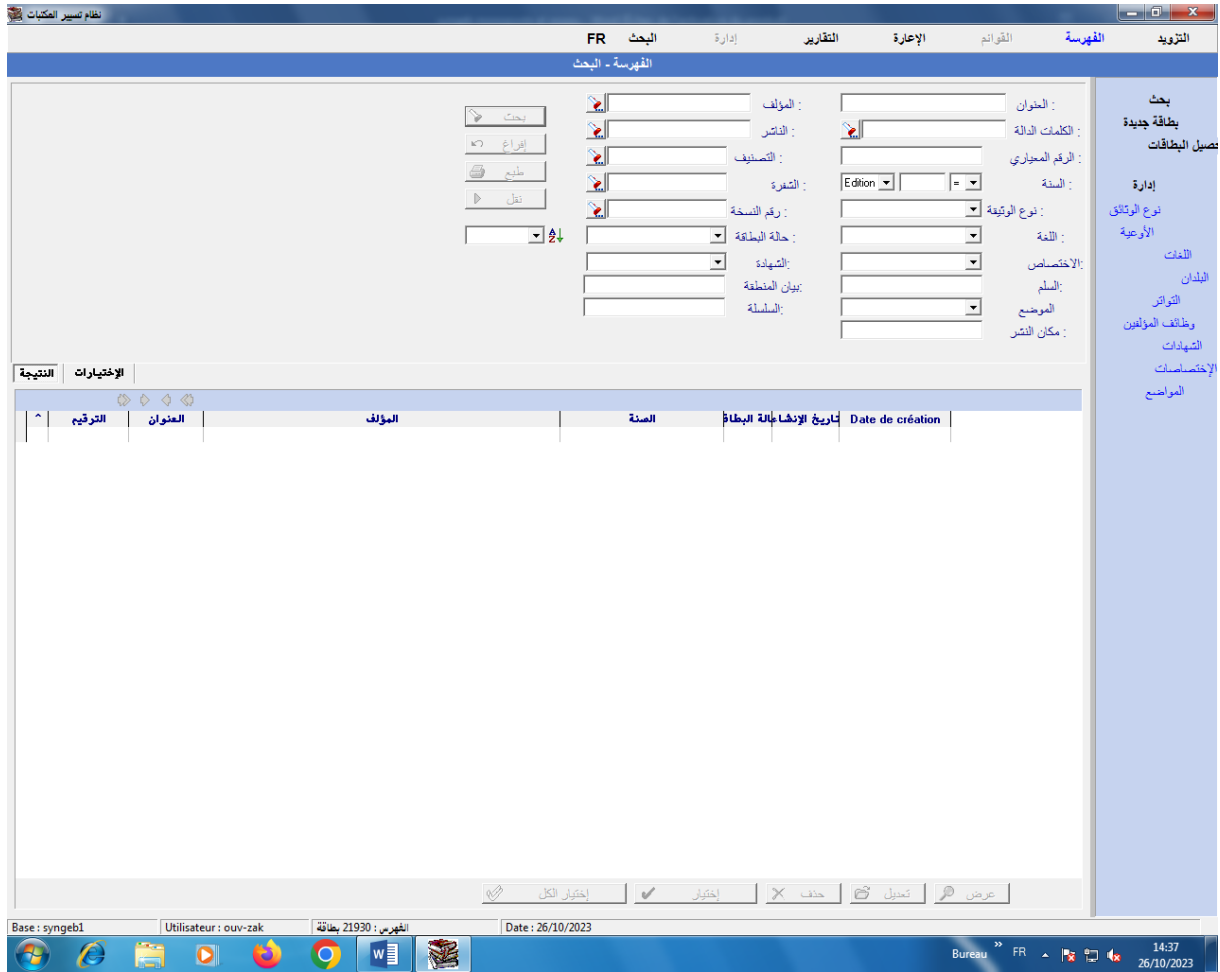 نظام تسيير المكتبات
التزويد الفهرسة القوائم الإعارة التقارير إدارة البحث FR
الفهرسة - البحث
بحث
بطاقة جديدة
حصيل البطاقات
إدارة
نوع الوثائق
الأوعية
اللغات
البلدان
التواتر
وظائف المؤلفين
الشهادات
الإختصاصات
المواضع
العنوان : المؤلف :
الكلمات الدالة : الناشر :
الرقم المعياري : التصنيف :
السنة : = Edition الشفرة :
نوع الوثيقة : رقم النسخة :
اللغة : حالة البطاقة :
الاختصاص: الشهادة:
السلم: بيان المنطقة:
الموضع السلسلة:
مكان النشر :
بحث
إفراغ
طبع
نقل
الإختيارات النتيجة
^ الترقيم العنوان المؤلف السنة الة البطاق تاريخ الإنشاء Date de création
إختيار الكل إختيار حذف تعديل عرض
Base : syngeb1 Utilisateur : ouv-zak الفهرس : 21930 بطاقة Date : 26/10/2023
Bureau » FR 14:37
26/10/2023